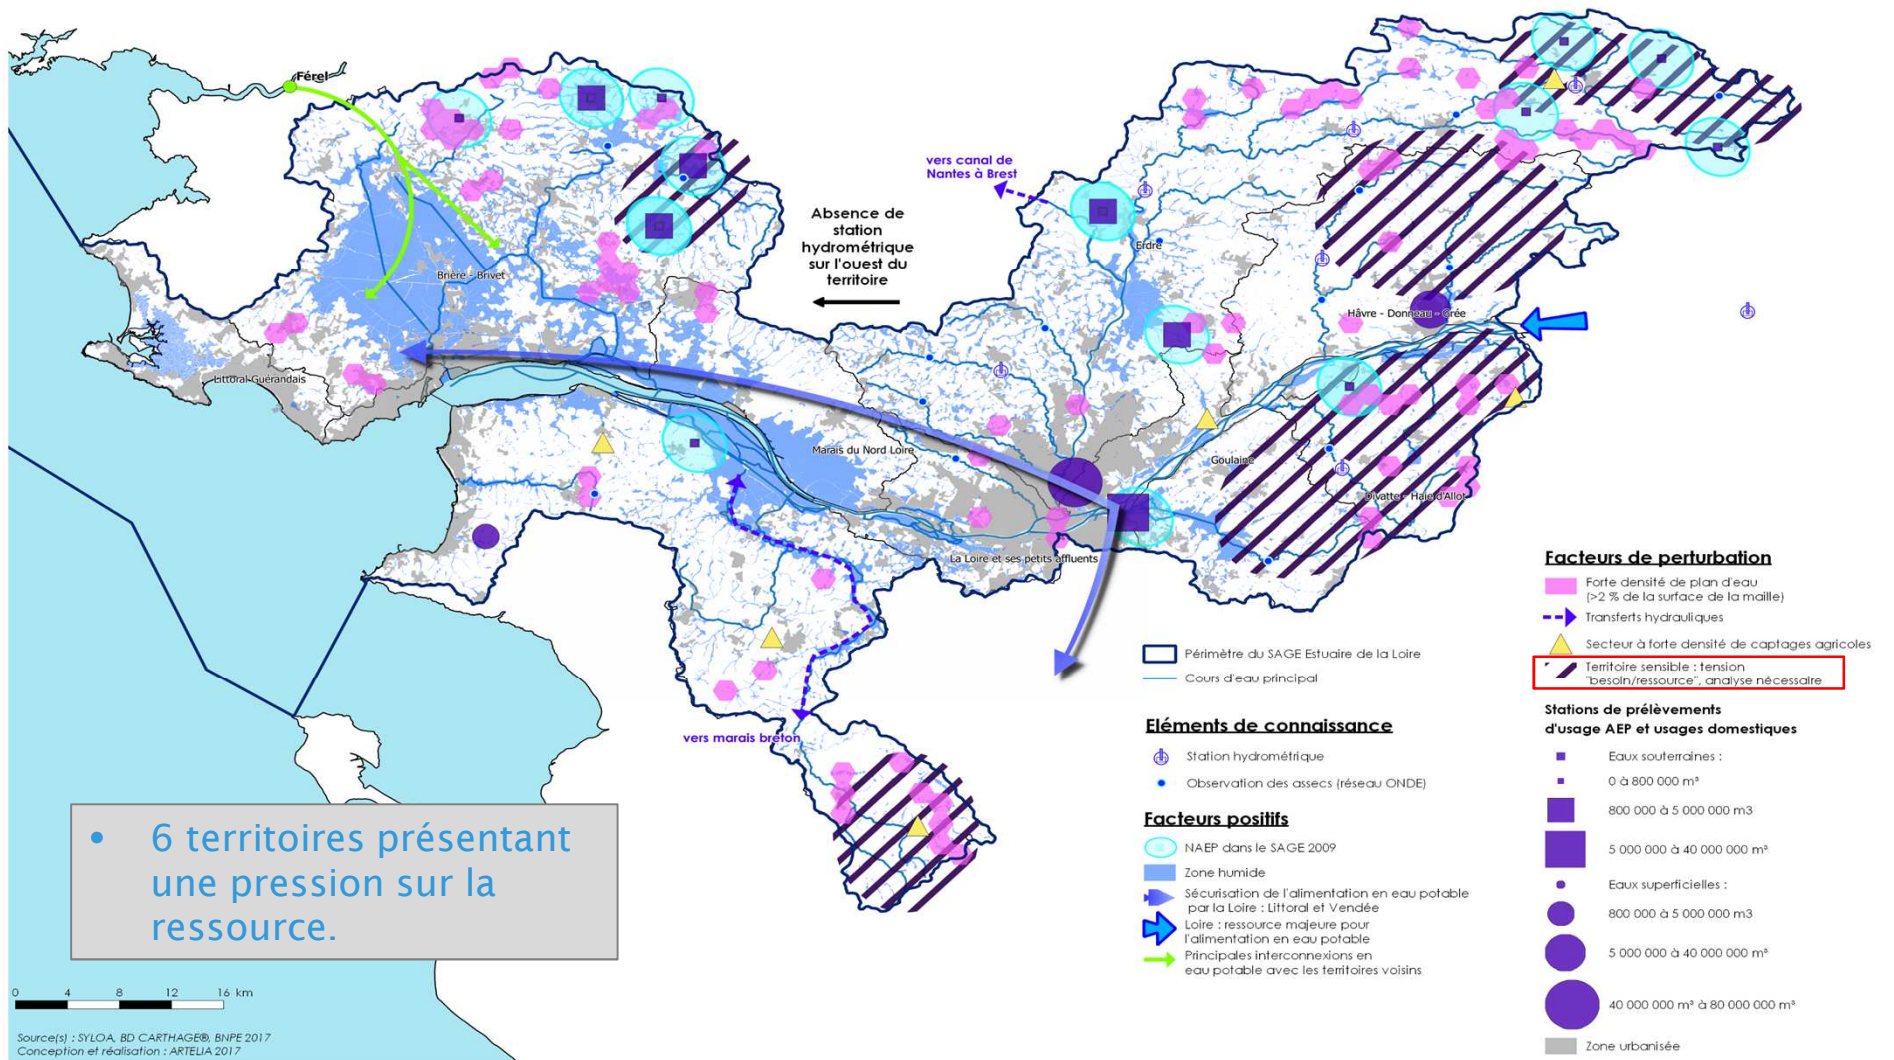 Férel
vers canal de
Nantes à Brest
Absence de
station
hydrométrique
sur l'ouest du
territoire
Erdre
Brière - Brivet
Hâvre - Donneau - Grée
Littoral Guérandais
Marais du Nord Loire
Goulaine
Divatte - Haie d'Allot
La Loire et ses petits affluents
vers marais breton
• 6 territoires présentant
une pression sur la
ressource.
0 4 8 12 16 km
Source(s) : SYLOA, BD CARTHAGE®, BNPE 2017
Conception et réalisation : ARTELIA 2017
Périmètre du SAGE Estuaire de la Loire
Cours d'eau principal
Eléments de connaissance
Station hydrométrique
Observation des assecs (réseau ONDE)
Facteurs positifs
NAEP dans le SAGE 2009
Zone humide
Sécurisation de l'alimentation en eau potable
par la Loire : Littoral et Vendée
Loire : ressource majeure pour
l'alimentation en eau potable
Principales interconnexions en
eau potable avec les territoires voisins
Facteurs de perturbation
Forte densité de plan d'eau
(>2 % de la surface de la maille)
Transferts hydrauliques
Secteur à forte densité de captages agricoles
Territoire sensible : tension
"besoin/ressource", analyse nécessaire
Stations de prélèvements
d'usage AEP et usages domestiques
Eaux souterraines :
0 à 800 000 m³
800 000 à 5 000 000 m3
5 000 000 à 40 000 000 m³
Eaux superficielles :
800 000 à 5 000 000 m3
5 000 000 à 40 000 000 m³
40 000 000 m³ à 80 000 000 m³
Zone urbanisée